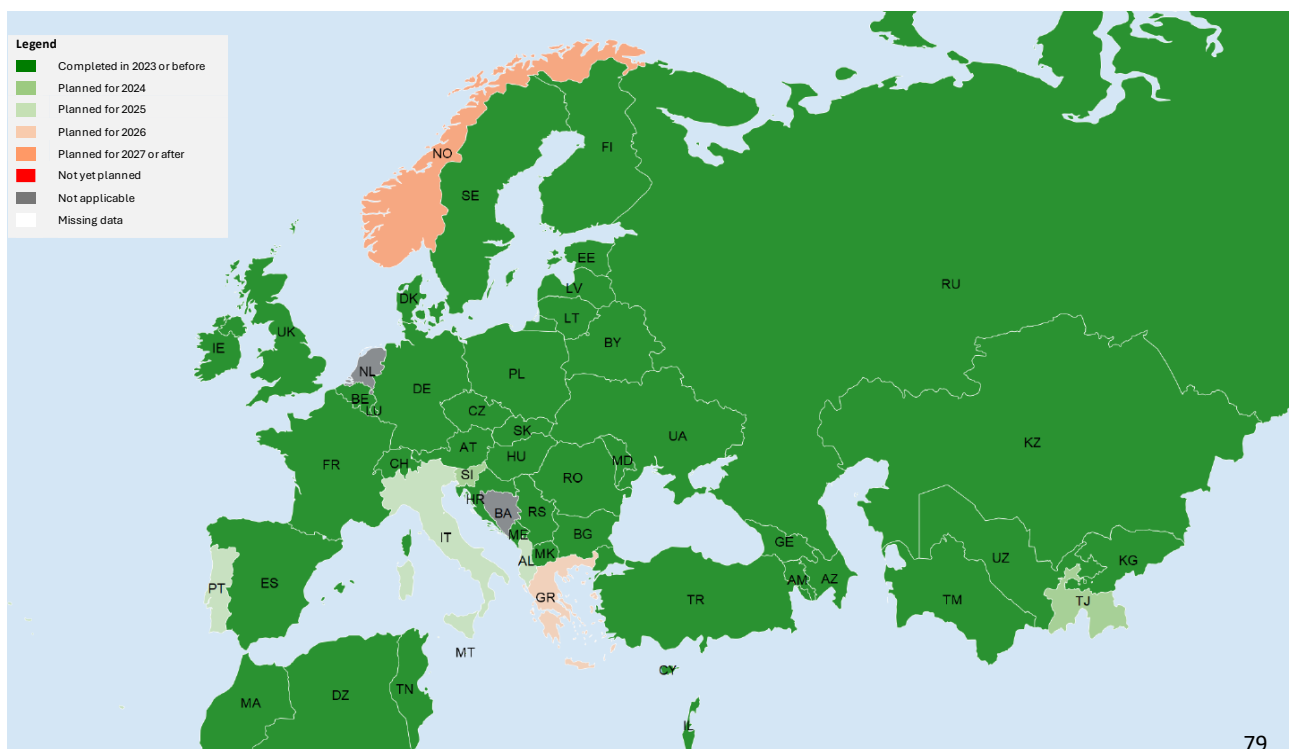 Legend
Completed in 2023 or before
Planned for 2024
Planned for 2025
Planned for 2026
Planned for 2027 or after
Not yet planned
Not applicable
Missing data
NO
FI
SE
EE
RU
LV
DK
LT
UK
BY
IE
NL
PL
DE
BE
LU
CZ
SK
UA
KZ
AT
HU
FR
CH
MD
SI
RO
HR
BA
RS
ME
BG
IT
GE
UZ
MK
AL
KG
AM
AZ
PT
ES
GR
TR
TM
TJ
MT
CY
TN
DZ
MA
IL
79